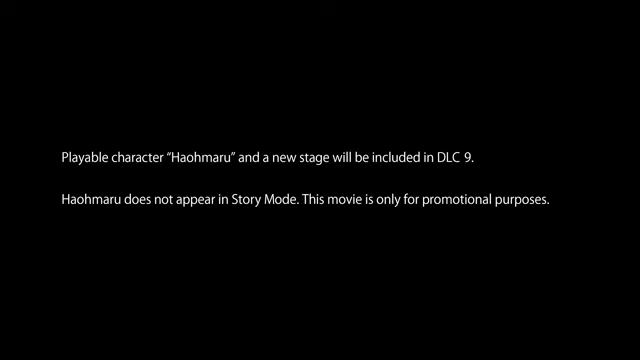 Playable character “Haohmaru” and a new stage will be included in DLC 9.
Haohmaru does not appear in Story Mode. This movie is only for promotional purposes.